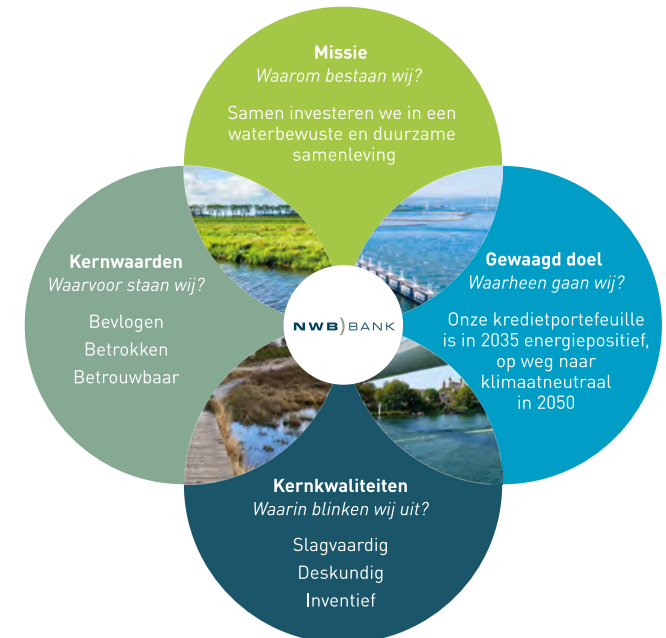 Missie
Waarom bestaan wij?
Samen investeren we in een
waterbewuste en duurzame
samenleving
Kernwaarden
Waarvoor staan wij?
Bevlogen
Betrokken
Betrouwbaar
NWB)BANK
Gewaagd doel
Waarheen gaan wij?
Onze kredietportefeuille
is in 2035 energiepositief,
op weg naar
klimaatneutraal
in 2050
Kernkwaliteiten
Waarin blinken wij uit?
Slagvaardig
Deskundig
Inventief